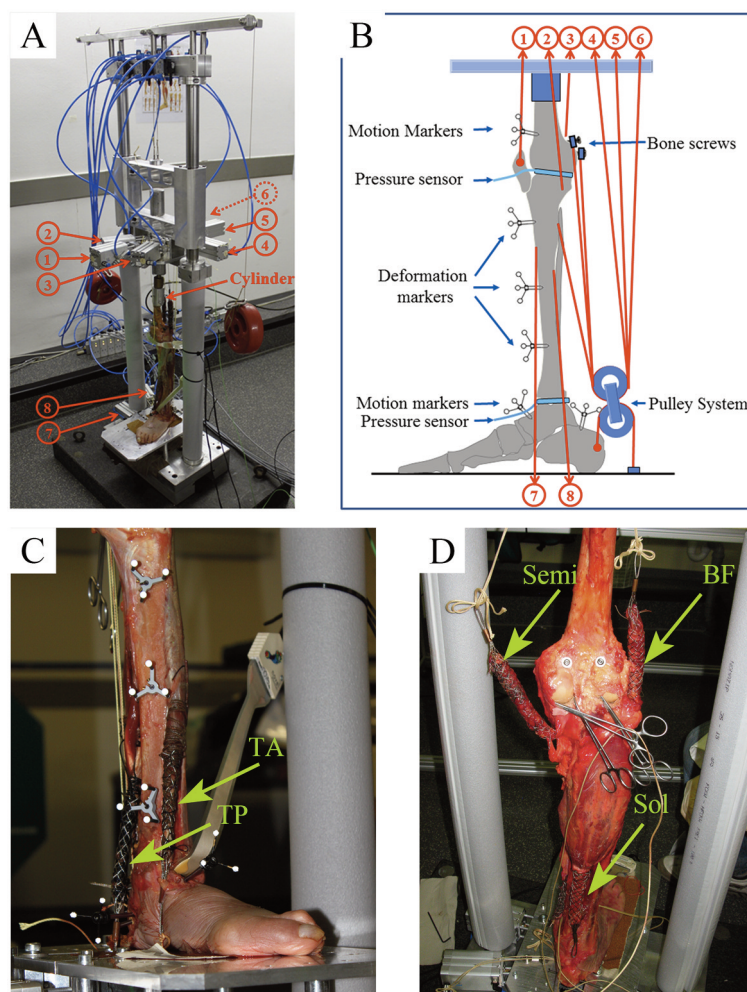 A
2
1
3
6
5
4
Cylinder
8
7
B
1
2
3
4
5
6
Motion Markers
Bone screws
Pressure sensor
Deformation
markers
Motion markers
Pressure sensor
Pulley System
7
8
C
TA
TP
D
Semi
BF
Sol